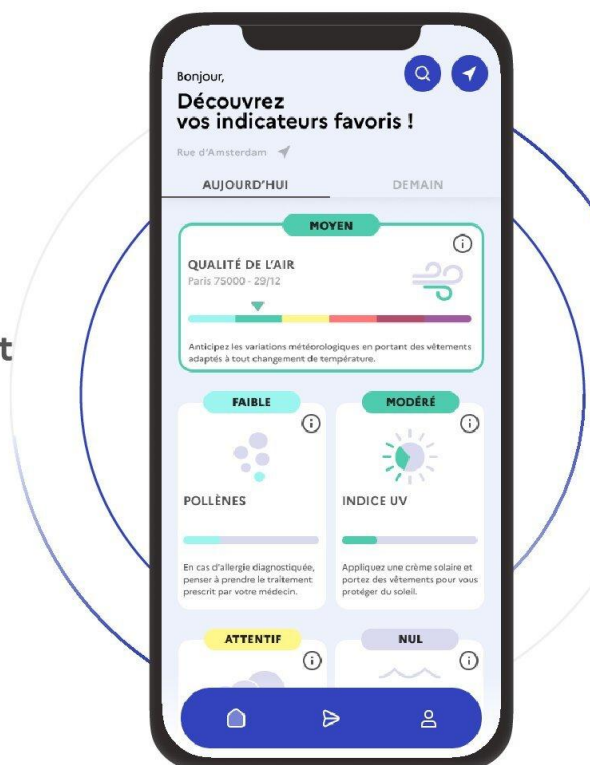 Bonjour,
Découvrez
vos indicateurs favoris !
Rue d'Amsterdam
AUJOURD'HUI
DEMAIN
MOYEN
QUALITÉ DE L'AIR
Paris 75000 - 29/12
Anticipez les variations météorologiques en portant des vêtements
adaptés à tout changement de température.
t
FAIBLE
MODÉRÉ
POLLÈNES
INDICE UV
En cas d'allergie diagnostiquée,
penser à prendre le traitement
prescrit par votre médecin.
Appliquez une crème solaire et
portez des vêtements pour vous
protéger du soleil.
ATTENTIF
NUL